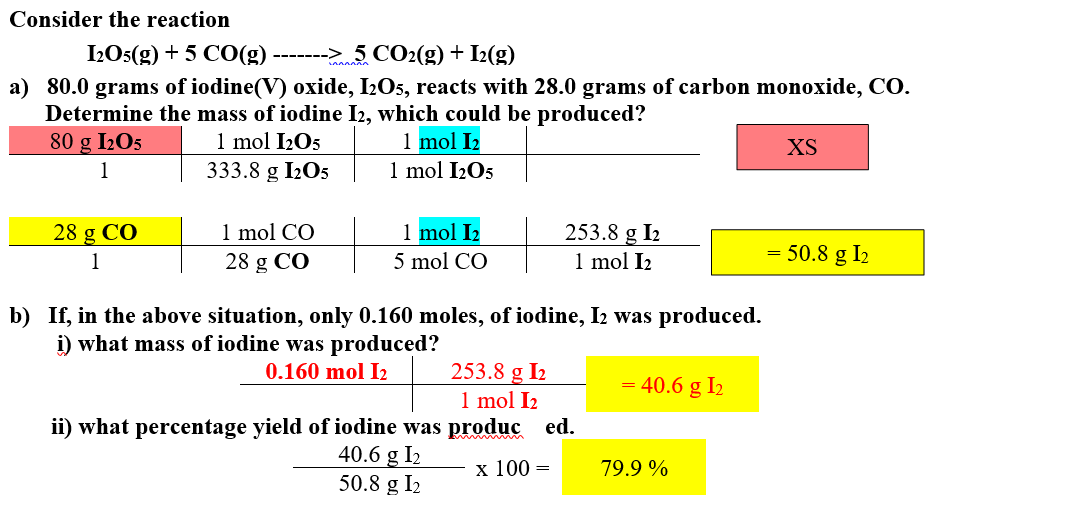 Consider the reaction
I₂O₅(g) + 5 CO(g) -------> 5 CO₂(g) + I₂(g)
a) 80.0 grams of iodine(V) oxide, I₂O₅, reacts with 28.0 grams of carbon monoxide, CO.
Determine the mass of iodine I₂, which could be produced?
80 g I₂O₅ 1 mol I₂O₅ 1 mol I₂
XS
1 333.8 g I₂O₅ 1 mol I₂O₅
28 g CO 1 mol CO 1 mol I₂ 253.8 g I₂
= 50.8 g I₂
1 28 g CO 5 mol CO 1 mol I₂
b) If, in the above situation, only 0.160 moles, of iodine, I₂ was produced.
i) what mass of iodine was produced?
0.160 mol I₂ 253.8 g I₂
= 40.6 g I₂
1 mol I₂
ii) what percentage yield of iodine was produc ed.
40.6 g I₂
x 100 = 79.9 %
50.8 g I₂